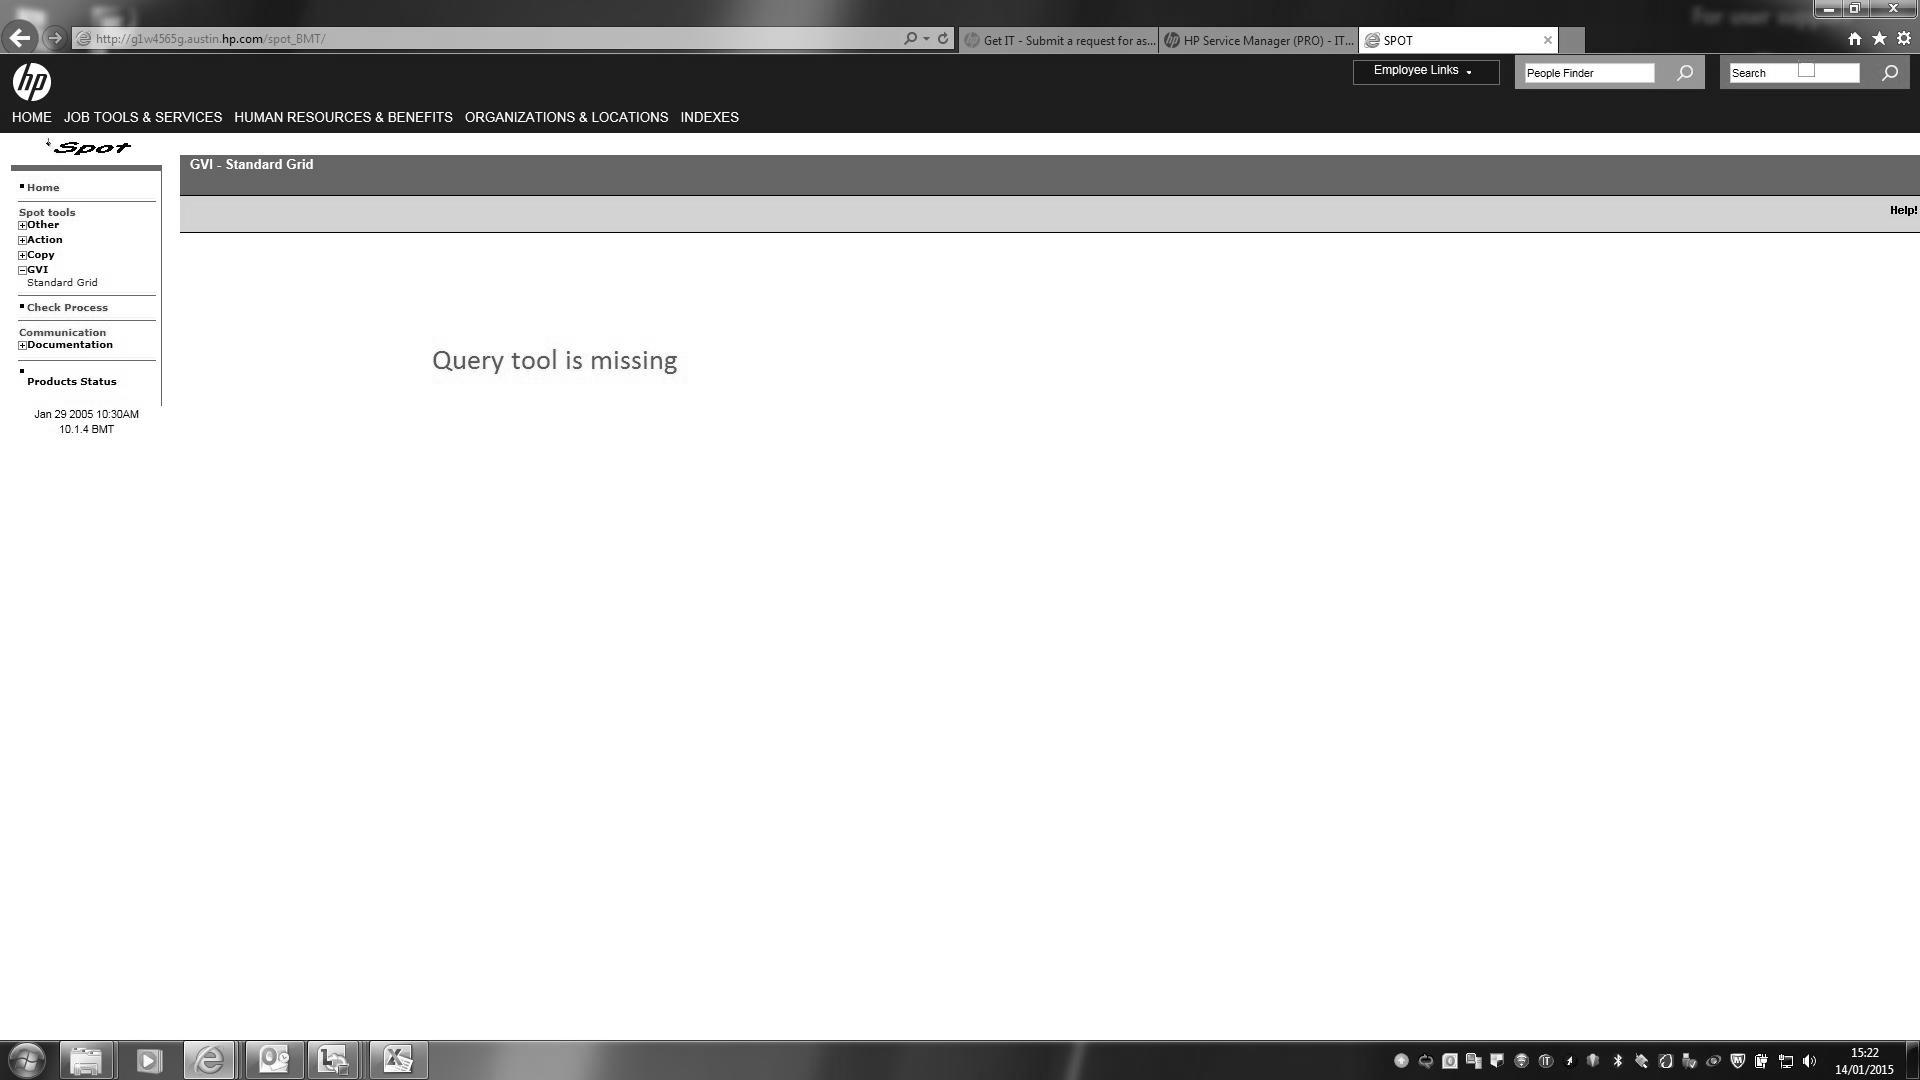 For user sup
http://g1w4565g.austin.hp.com/spot_BMT/
Get IT - Submit a request for as...
HP Service Manager (PRO) - IT...
SPOT
hp
Employee Links
People Finder
Search
HOME JOB TOOLS & SERVICES HUMAN RESOURCES & BENEFITS ORGANIZATIONS & LOCATIONS INDEXES
Spot
GVI - Standard Grid
Help!
Home
Spot tools
Other
Action
Copy
GVI
Standard Grid
Check Process
Communication
Documentation
Products Status
Jan 29 2005 10:30AM
10.1.4 BMT
Query tool is missing
15:22
14/01/2015